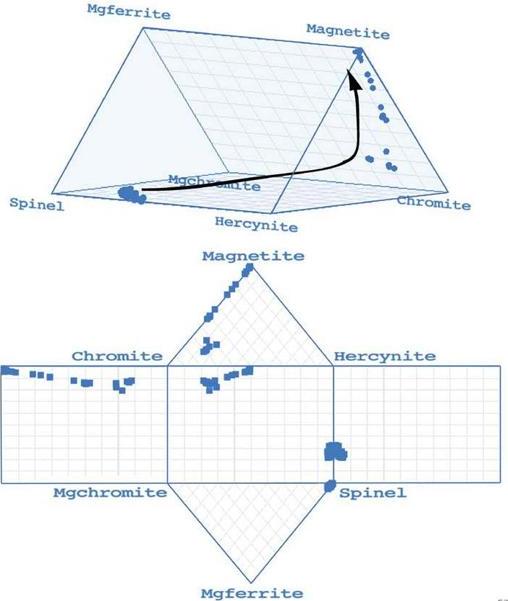 Mgferrite
Magnetite
Mgchromite
Spinel
Chromite
Hercynite
Magnetite
Chromite
Hercynite
Mgchromite
Spinel
Mgferrite